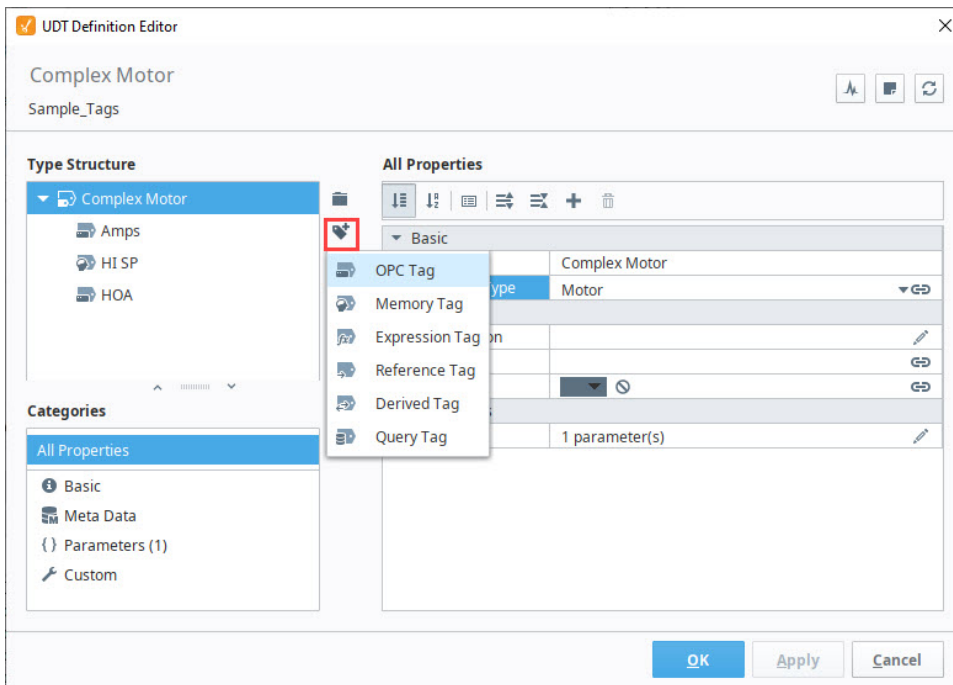 UDT Definition Editor
Complex Motor
Sample_Tags
Type Structure
Complex Motor
Amps
HI SP
HOA
Categories
All Properties
Basic
Meta Data
Parameters (1)
Custom
All Properties
Basic
Complex Motor
ype
Motor
OPC Tag
Memory Tag
Expression Tag
on
Reference Tag
Derived Tag
s
Query Tag
1 parameter(s)
OK
Apply
Cancel